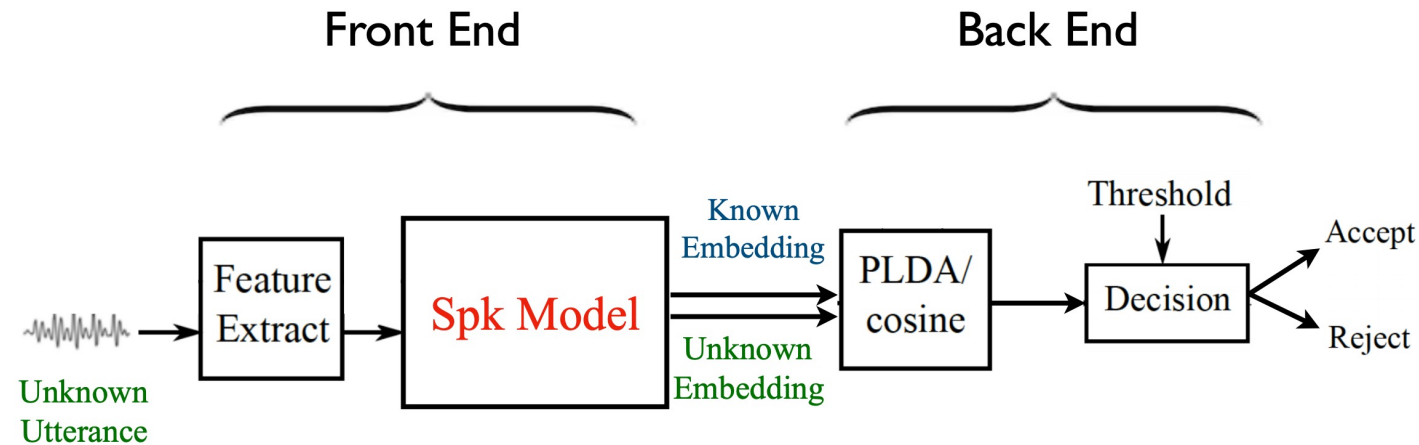 Front End
Back End
Unknown
Utterance
Feature
Extract
Spk Model
Known
Embedding
Unknown
Embedding
PLDA/
cosine
Threshold
Decision
Accept
Reject